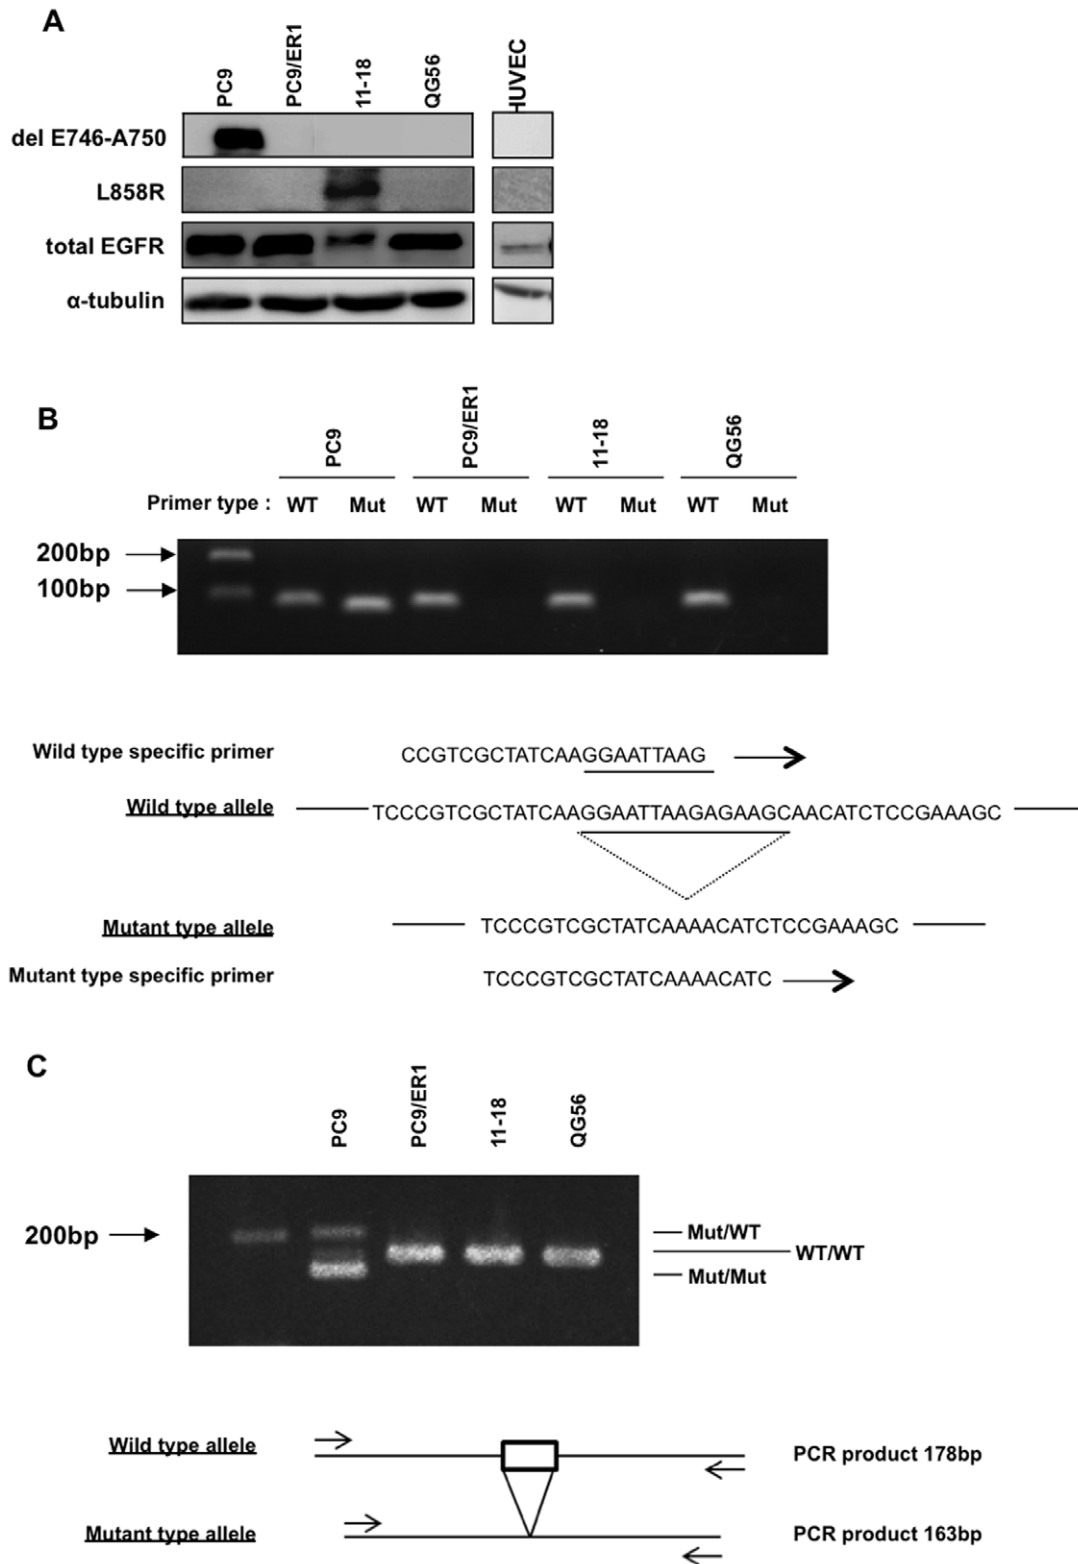 A
PC9
PC9/ER1
11-18
QG56
HUVEC
del E746-A750
L858R
total EGFR
α-tubulin
B
PC9
PC9/ER1
11-18
QG56
Primer type : WT Mut WT Mut WT Mut WT Mut
200bp
100bp
Wild type specific primer CCGTCGCTATCAAGGAATTAAG
Wild type allele TCCCGTCGCTATCAAGGAATTAAGAGAAGCAACATCTCCGAAAGC
Mutant type allele TCCCGTCGCTATCAAAACATCTCCGAAAGC
Mutant type specific primer TCCCGTCGCTATCAAAACATC
C
PC9
PC9/ER1
11-18
QG56
200bp
Mut/WT
WT/WT
Mut/Mut
Wild type allele PCR product 178bp
Mutant type allele PCR product 163bp